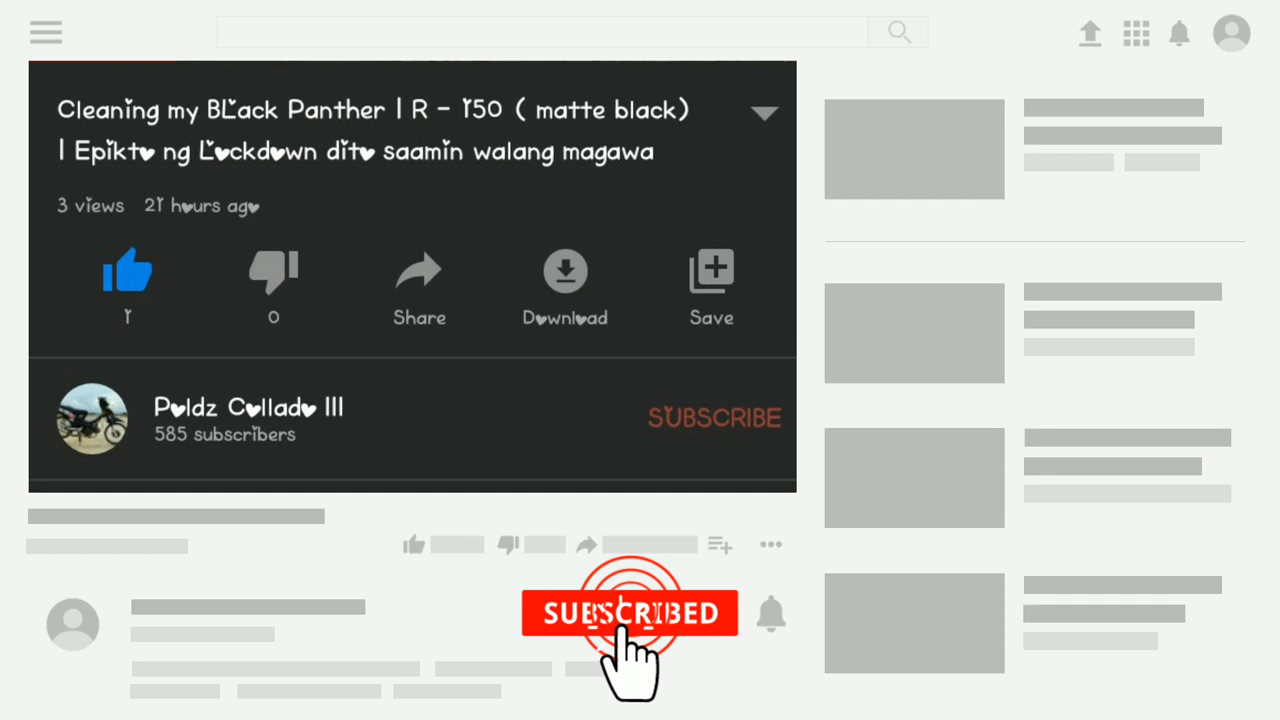 Cleaning my BLack Panther | R - 150 ( matte black)
| Epikto ng Lockdown dito saamin walang magawa
3 views 21 hours ago
1 0 Share Download Save
Poldz Collado III
585 subscribers
SUBSCRIBE
SUBSCRIBED